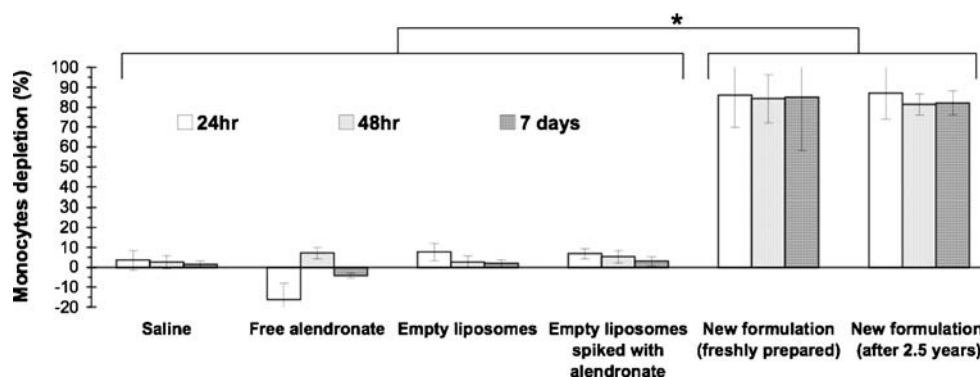 *
Monocytes depletion (%)
100
90
80
70
60
50
40
30
20
10
0
-10
-20
24hr
48hr
7 days
Saline
Free alendronate
Empty liposomes
Empty liposomes
spiked with
alendronate
New formulation
(freshly prepared)
New formulation
(after 2.5 years)